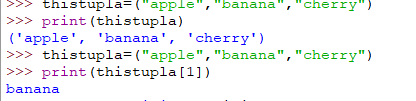 >>> thistupla=("apple","banana","cherry")
>>> print(thistupla)
('apple', 'banana', 'cherry')
>>> thistupla=("apple","banana","cherry")
>>> print(thistupla[1])
banana